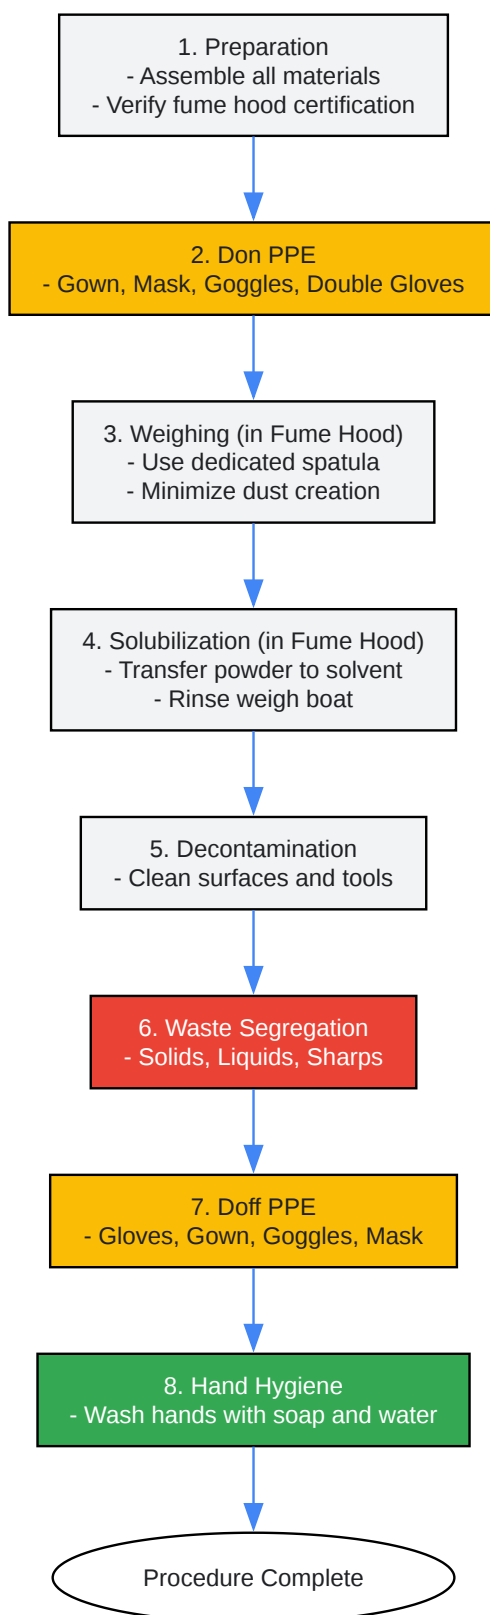 1. Preparation
- Assemble all materials
- Verify fume hood certification
2. Don PPE
- Gown, Mask, Goggles, Double Gloves
3. Weighing (in Fume Hood)
- Use dedicated spatula
- Minimize dust creation
4. Solubilization (in Fume Hood)
- Transfer powder to solvent
- Rinse weigh boat
5. Decontamination
- Clean surfaces and tools
6. Waste Segregation
- Solids, Liquids, Sharps
7. Doff PPE
- Gloves, Gown, Goggles, Mask
8. Hand Hygiene
- Wash hands with soap and water
Procedure Complete